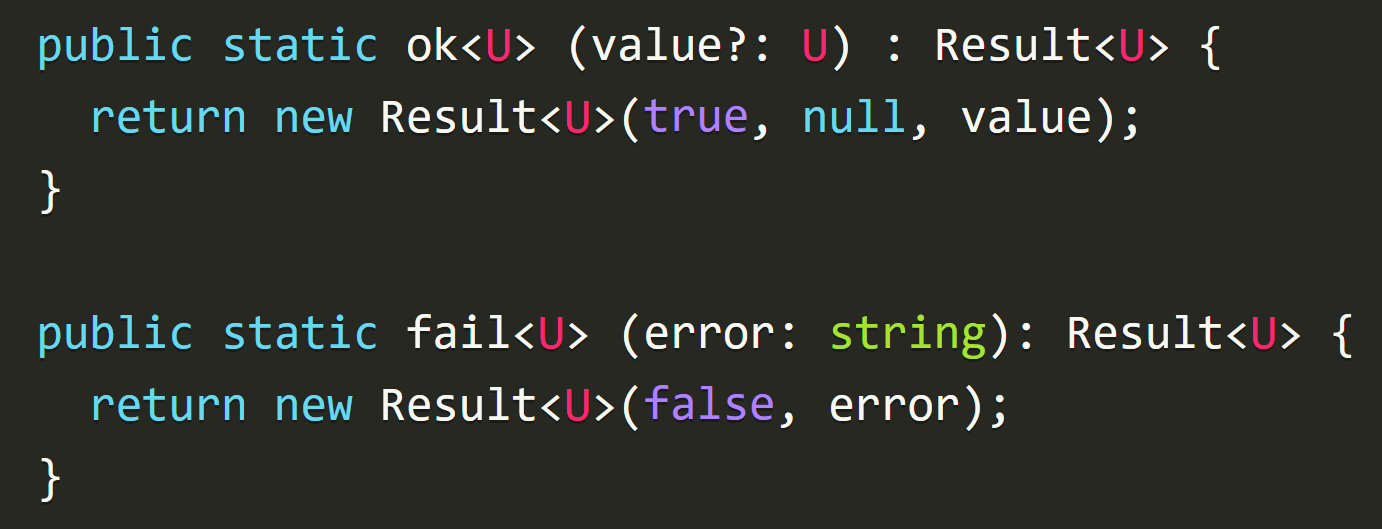 public static ok<U> (value?: U) : Result<U> {
  return new Result<U>(true, null, value);
}

public static fail<U> (error: string): Result<U> {
  return new Result<U>(false, error);
}